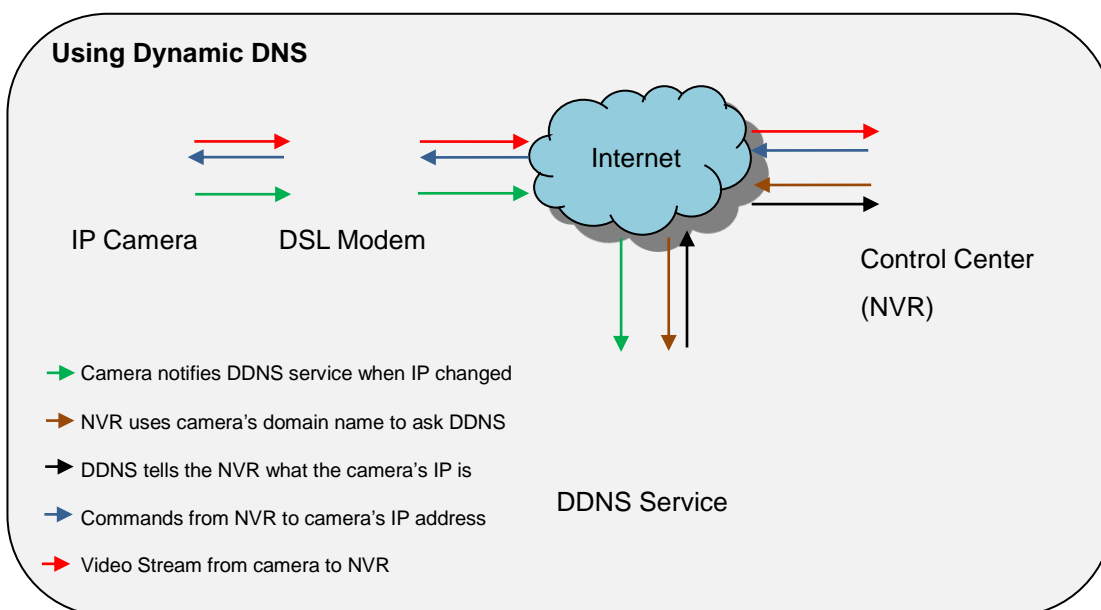 Using Dynamic DNS
Internet
IP Camera
DSL Modem
Control Center
(NVR)
Camera notifies DDNS service when IP changed
NVR uses camera’s domain name to ask DDNS
DDNS tells the NVR what the camera’s IP is
DDNS Service
Commands from NVR to camera’s IP address
Video Stream from camera to NVR